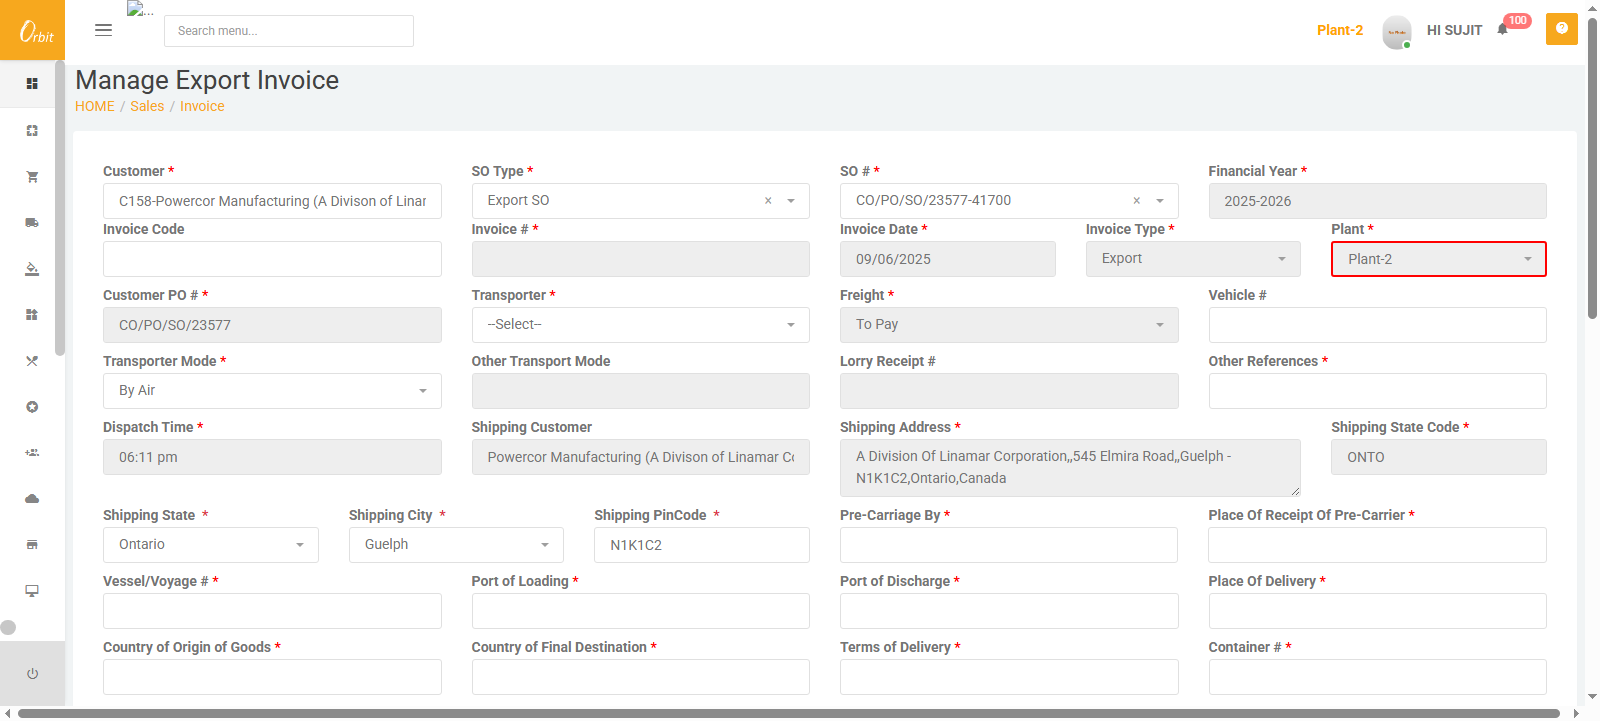 Orbit
...
Search menu...
Plant-2
HI SUJIT
100
Manage Export Invoice
HOME / Sales / Invoice
Customer * SO Type * SO # * Financial Year *
C158-Powercor Manufacturing (A Divison of Linar Export SO × CO/PO/SO/23577-41700 × 2025-2026
Invoice Code Invoice # * Invoice Date * Invoice Type * Plant *
09/06/2025 Export Plant-2
Customer PO # * Transporter * Freight * Vehicle #
CO/PO/SO/23577 --Select-- To Pay
Transporter Mode * Other Transport Mode Lorry Receipt # Other References *
By Air
Dispatch Time * Shipping Customer Shipping Address * Shipping State Code *
06:11 pm Powercor Manufacturing (A Divison of Linamar Co A Division Of Linamar Corporation,,545 Elmira Road,,Guelph - ONTO
N1K1C2,Ontario,Canada
Shipping State * Shipping City * Shipping PinCode * Pre-Carriage By * Place Of Receipt Of Pre-Carrier *
Ontario Guelph N1K1C2
Vessel/Voyage # * Port of Loading * Port of Discharge * Place Of Delivery *
Country of Origin of Goods * Country of Final Destination * Terms of Delivery * Container # *